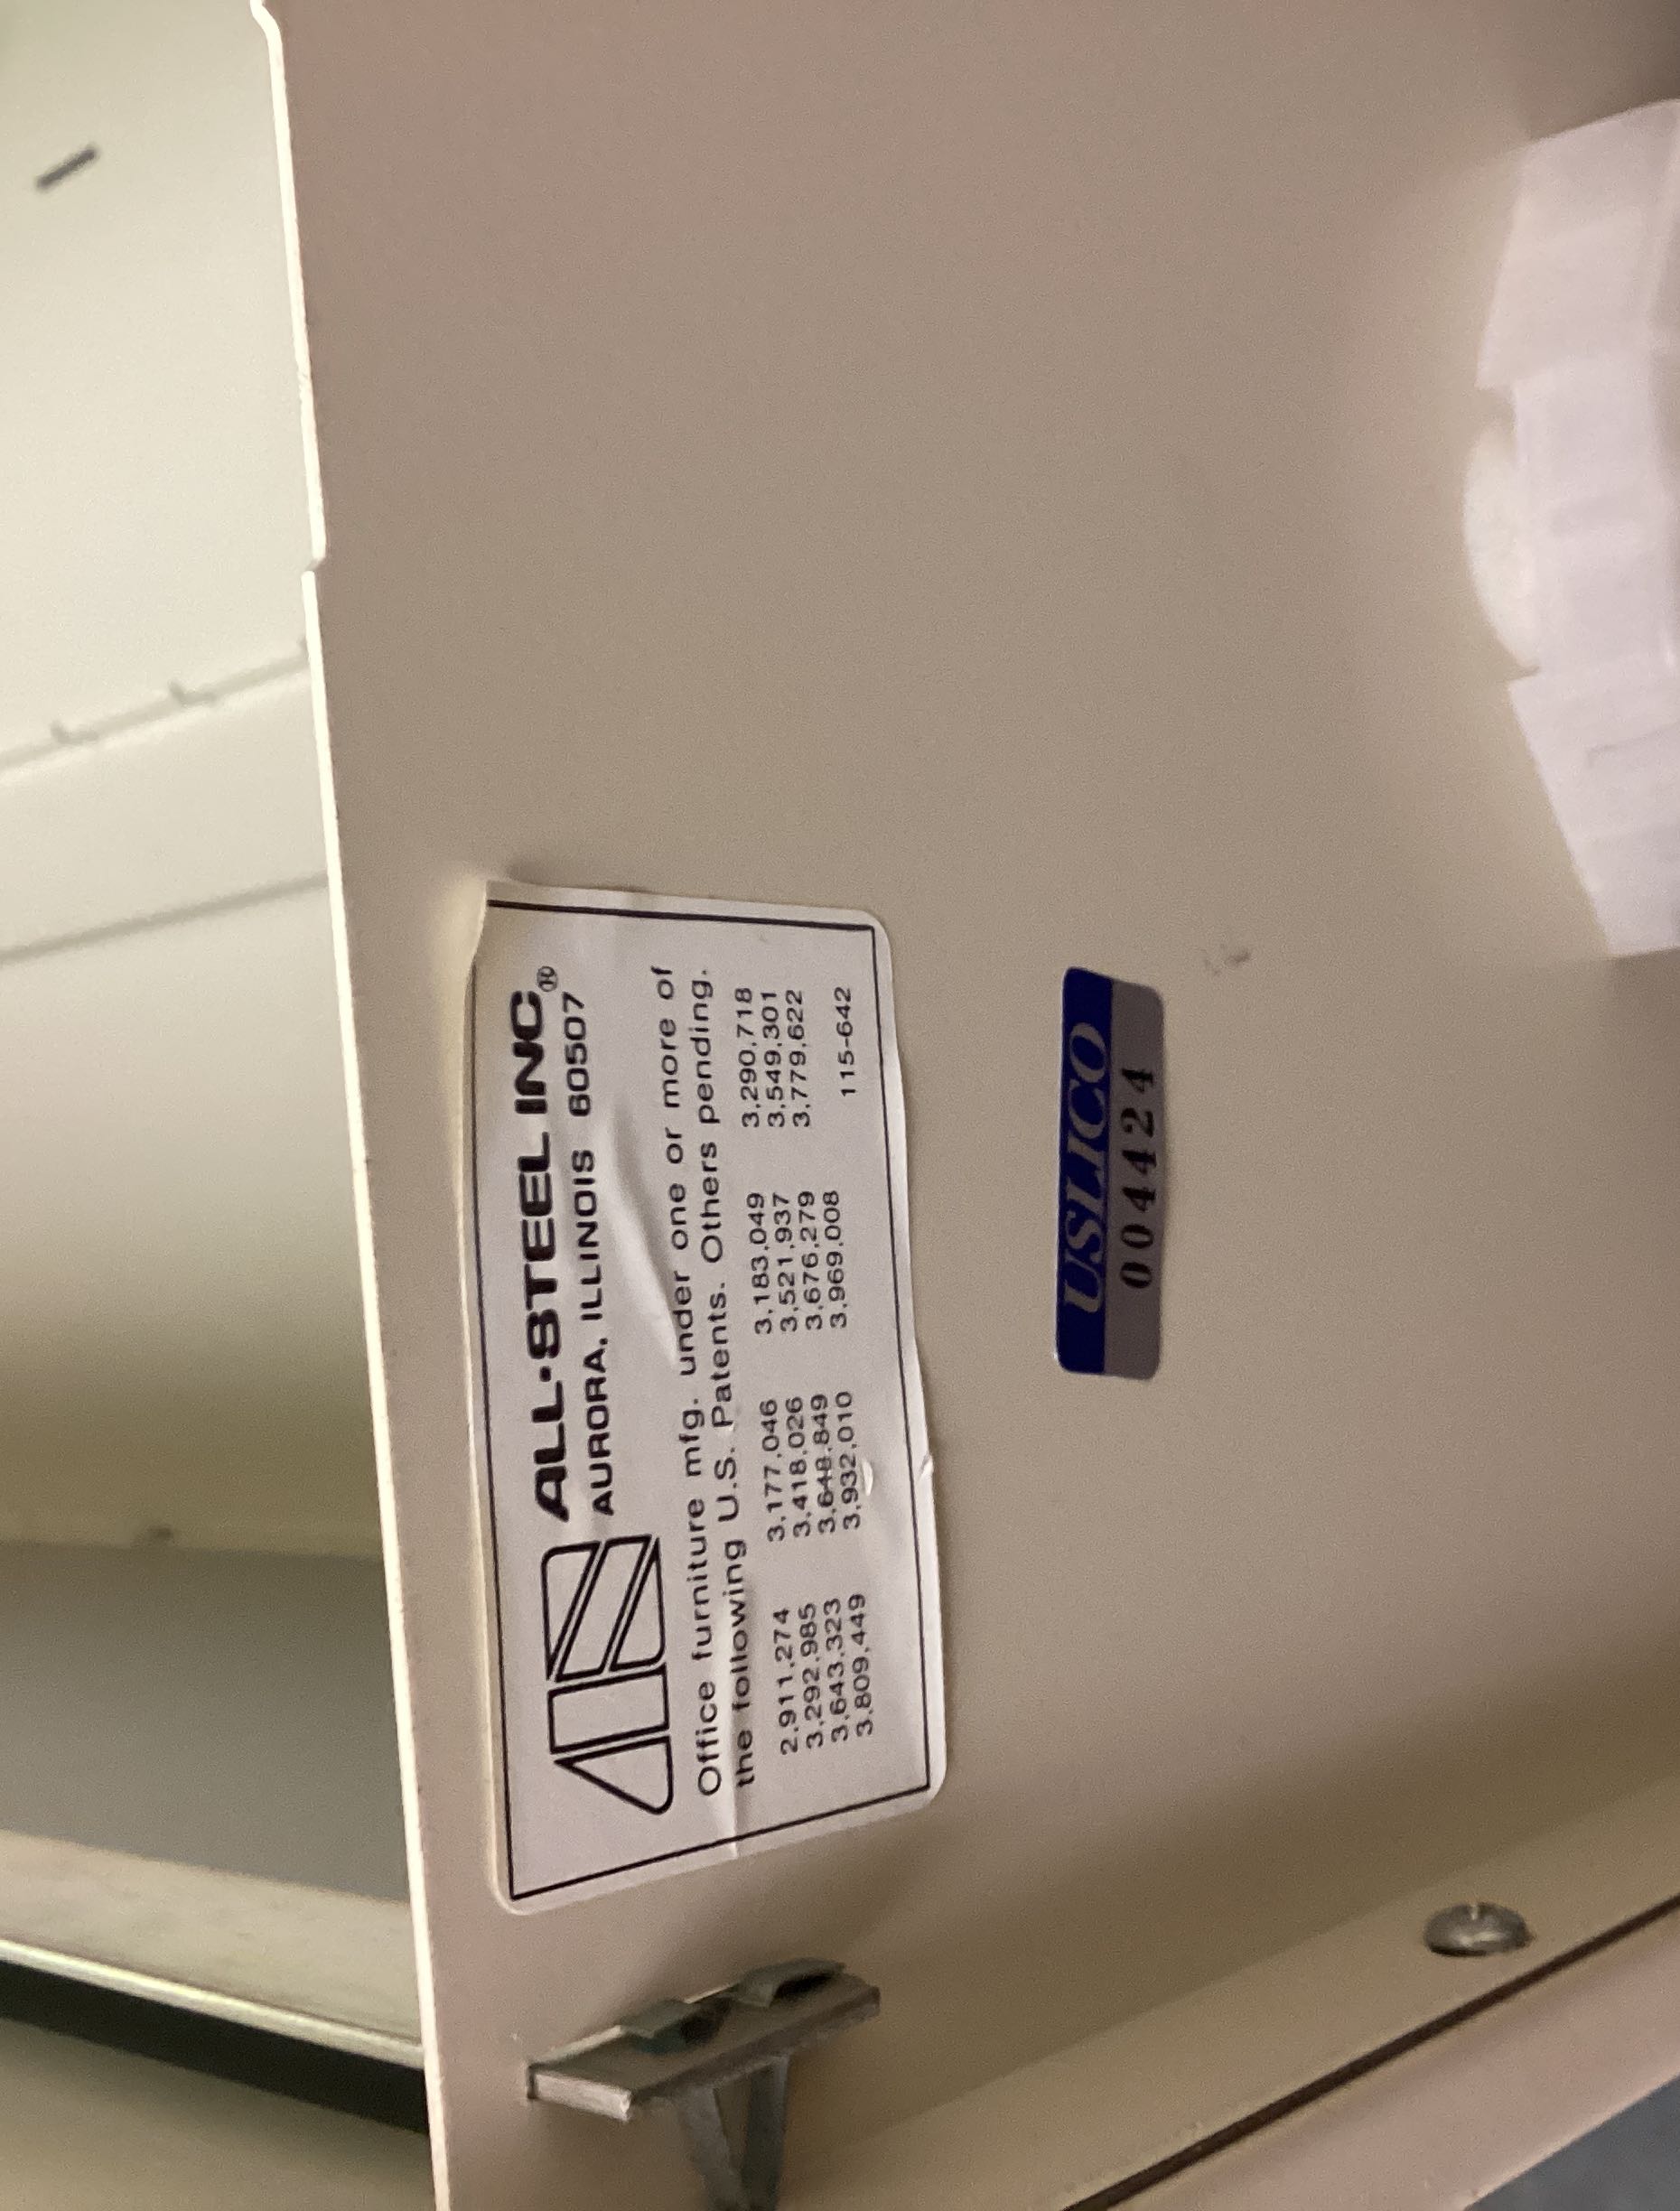 ALL-STEEL INC.®
AURORA, ILLINOIS 60507
Office furniture mfg. under one or more of
the following U.S. Patents. Others pending.
2,911,274 3,177,046 3,183,049 3,290,718
3,292,985 3,418,026 3,521,937 3,549,301
3,643,323 3,648,849 3,676,279 3,779,622
3,809,449 3,932,010 3,969,008
115-642
USLICO
004424